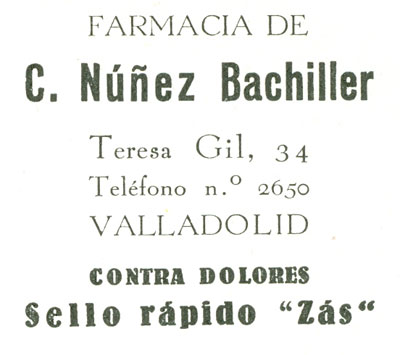 FARMACIA DE
C. Núñez Bachiller
Teresa Gil, 34
Teléfono n.º 2650
VALLADOLID
CONTRA DOLORES
Sello rápido "Zás"